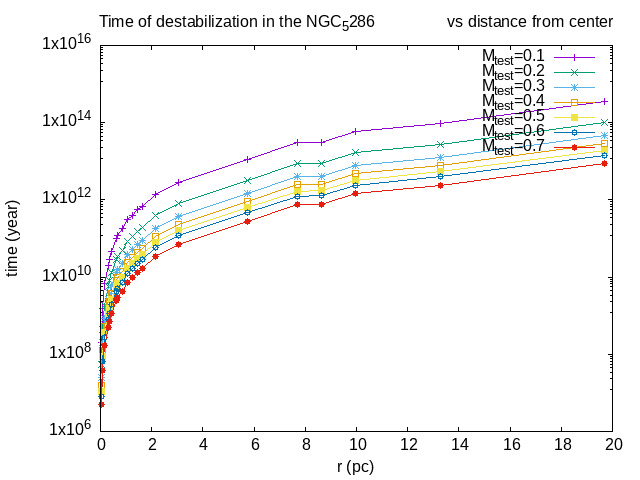 Time of destabilization in the NGC5286 vs distance from center
1x10^16
1x10^14
1x10^12
1x10^10
1x10^8
1x10^6
time (year)
Mtest=0.1
Mtest=0.2
Mtest=0.3
Mtest=0.4
Mtest=0.5
Mtest=0.6
Mtest=0.7
0 2 4 6 8 10 12 14 16 18 20
r (pc)